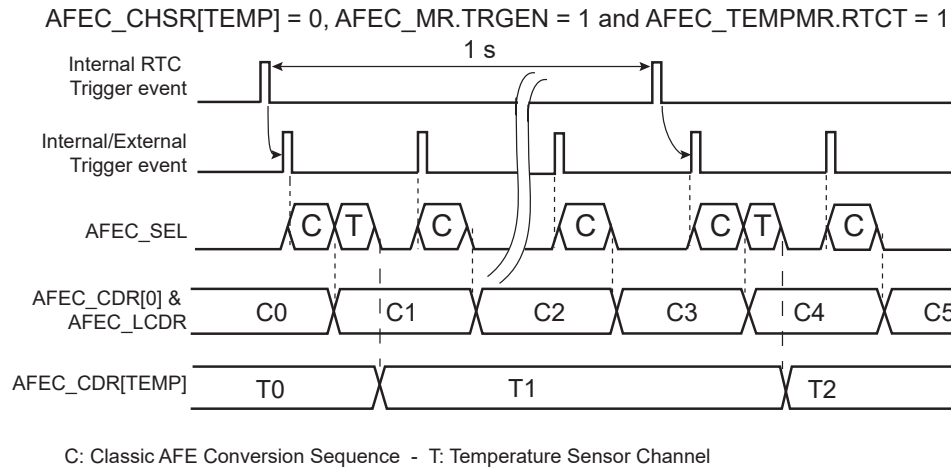 AFEC_CHSR[TEMP] = 0, AFEC_MR.TRGEN = 1 and AFEC_TEMPMR.RTCT = 1
1 s
Internal RTC
Trigger event
Internal/External
Trigger event
AFEC_SEL
C T C C C T C
AFEC_CDR[0] &
AFEC_LCDR
C0 C1 C2 C3 C4 C5
AFEC_CDR[TEMP]
T0 T1 T2
C: Classic AFE Conversion Sequence - T: Temperature Sensor Channel